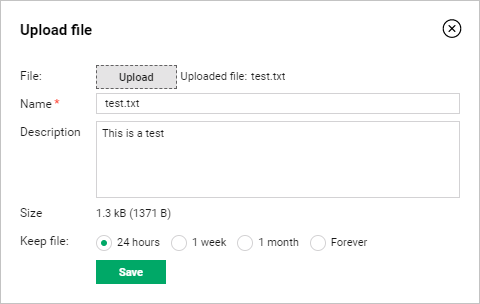 Upload file
File: Upload Uploaded file: test.txt
Name * test.txt
Description This is a test
Size 1.3 kB (1371 B)
Keep file: 24 hours 1 week 1 month Forever
Save